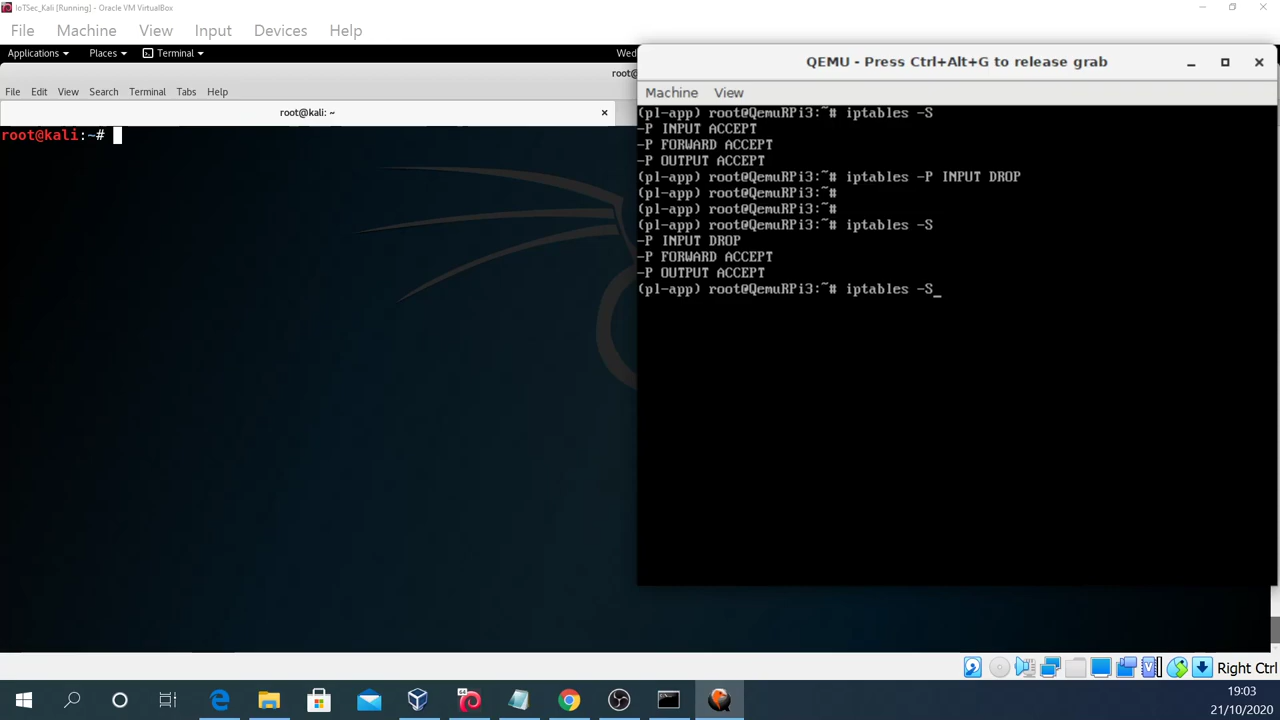 IoTSec_Kali [Running] - Oracle VM VirtualBox
File Machine View Input Devices Help
Applications Places Terminal Wed
root@
File Edit View Search Terminal Tabs Help
root@kali: ~ ×
root@kali:~#
QEMU - Press Ctrl+Alt+G to release grab
Machine View
(pl-app) root@QemuRPi3:~# iptables -S
-P INPUT ACCEPT
-P FORWARD ACCEPT
-P OUTPUT ACCEPT
(pl-app) root@QemuRPi3:~# iptables -P INPUT DROP
(pl-app) root@QemuRPi3:~#
(pl-app) root@QemuRPi3:~#
(pl-app) root@QemuRPi3:~# iptables -S
-P INPUT DROP
-P FORWARD ACCEPT
-P OUTPUT ACCEPT
(pl-app) root@QemuRPi3:~# iptables -S_
Right Ctrl
19:03
21/10/2020